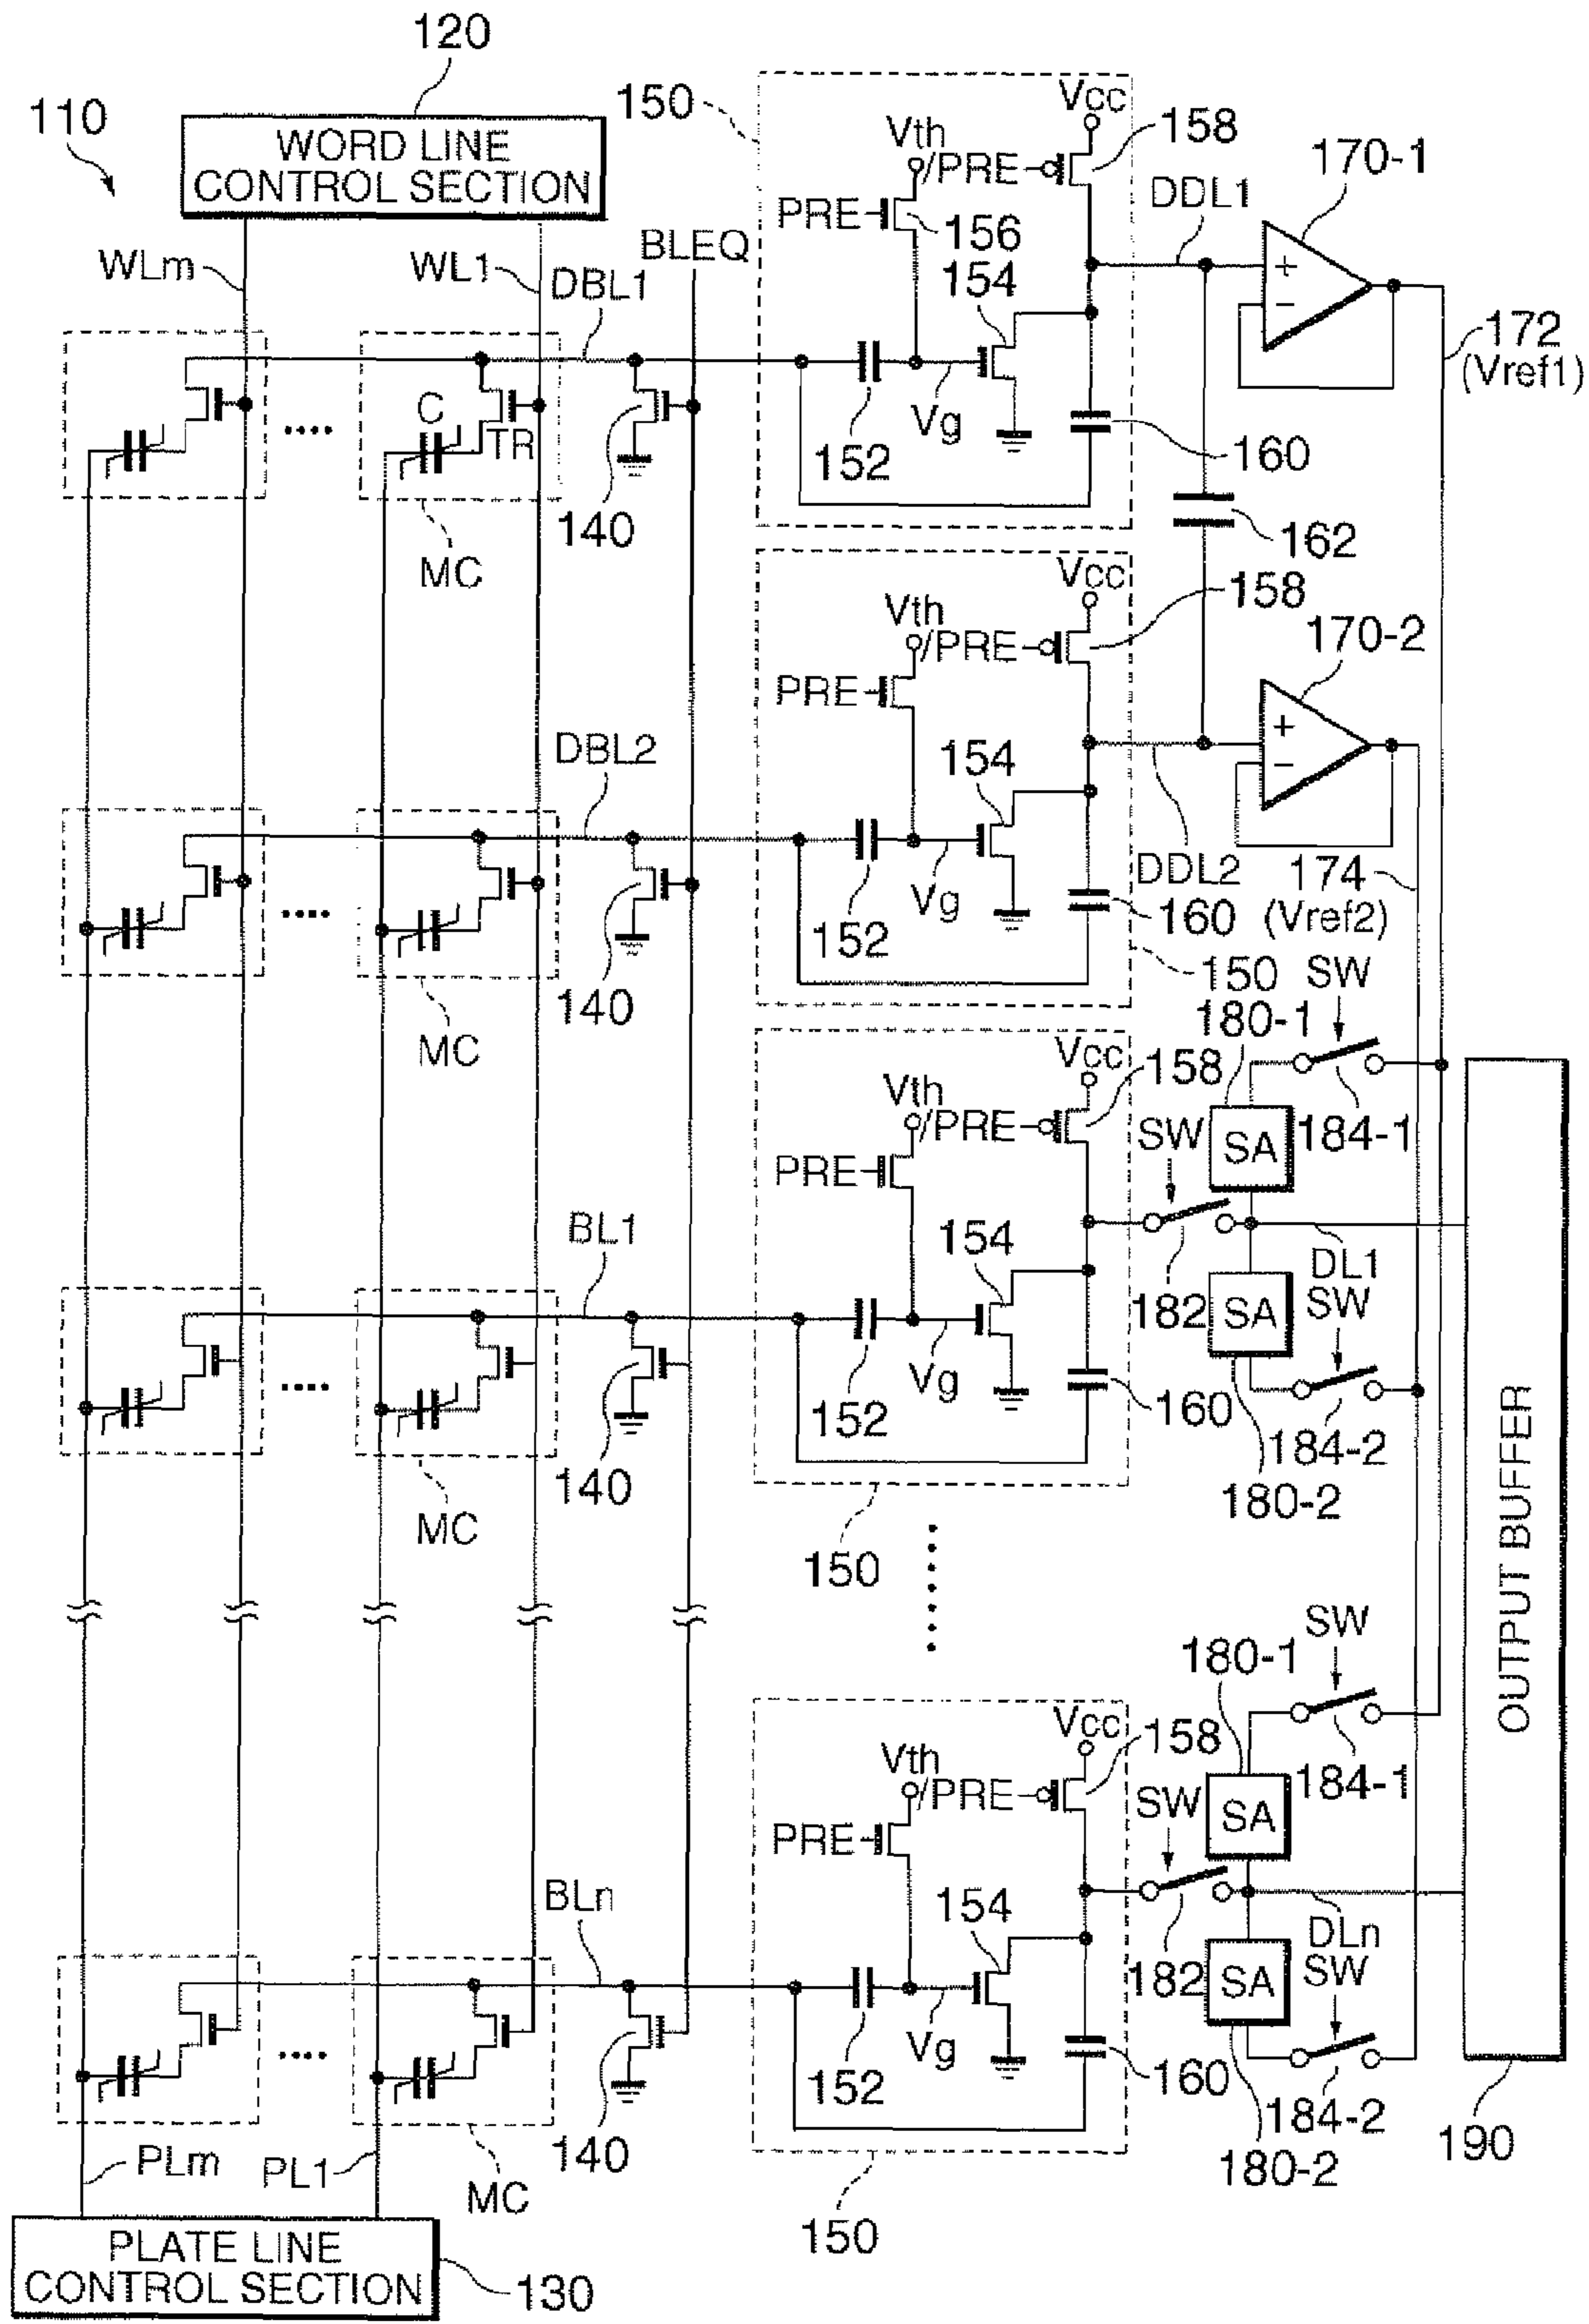 120
110
WORD LINE
CONTROL SECTION
150
Vcc
Vth
/PRE
158
170-1
PRE
156
DDL1
WLm
WL1
DBL1
BLEQ
154
+
−
172
(Vref1)
C
TR
Vg
152
160
140
MC
162
Vcc
Vth
/PRE
158
170-2
PRE
DBL2
154
+
−
Vg
DDL2
174
(Vref2)
152
160
140
MC
150
SW
180-1
Vcc
Vth
/PRE
158
SW
SA
184-1
PRE
BL1
154
DL1
SW
182
SA
Vg
152
160
140
MC
184-2
180-2
150
OUTPUT BUFFER
SW
180-1
Vcc
Vth
/PRE
158
SW
SA
184-1
PRE
BLn
154
DLn
SW
182
SA
Vg
152
160
140
MC
184-2
180-2
190
PLm
PL1
150
PLATE LINE
CONTROL SECTION
130